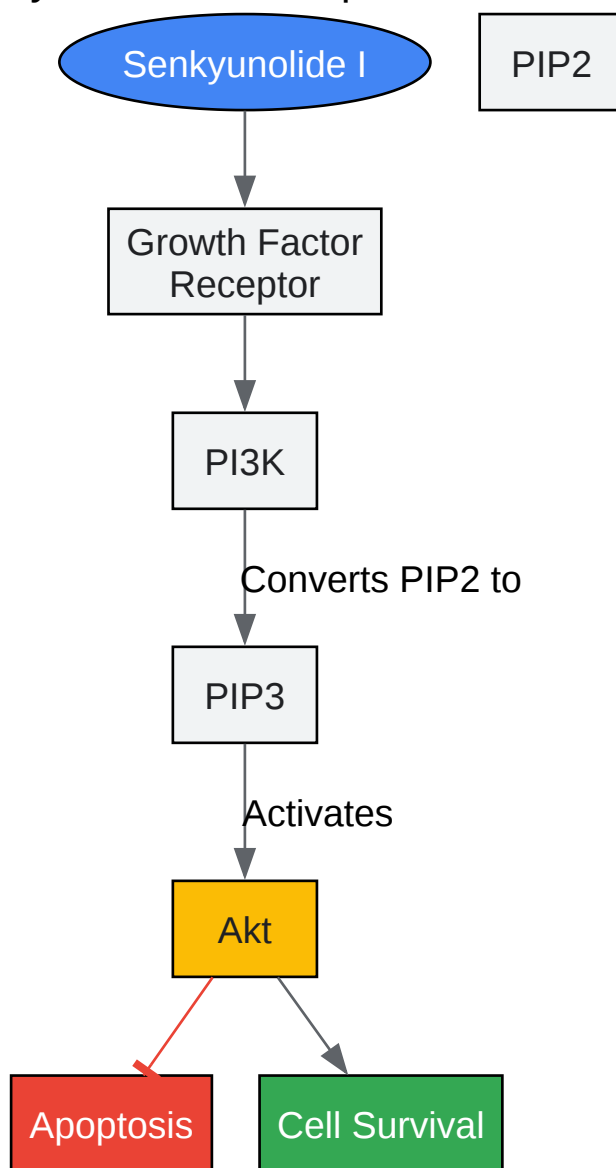 Senkyunolide I
PIP2
Growth Factor
Receptor
PI3K
Converts PIP2 to
PIP3
Activates
Akt
Apoptosis
Cell Survival